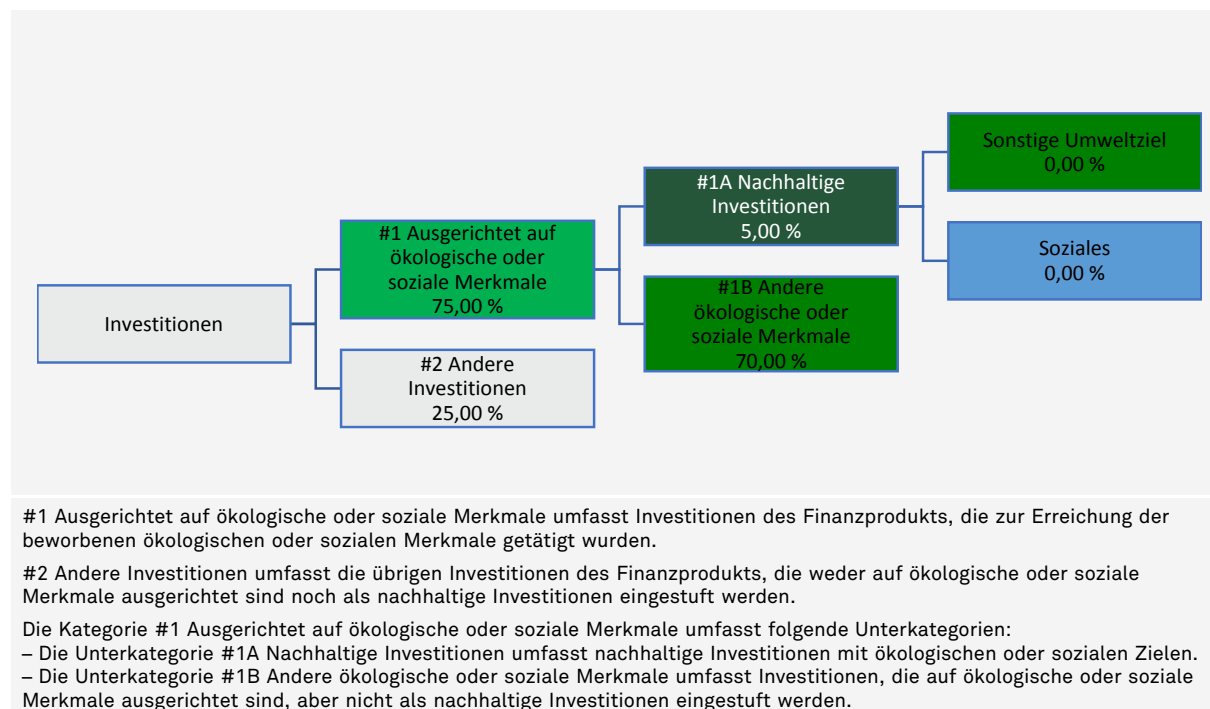 Investitionen
#1 Ausgerichtet auf
ökologische oder
soziale Merkmale
75,00 %
#2 Andere
Investitionen
25,00 %
#1A Nachhaltige
Investitionen
5,00 %
#1B Andere
ökologische oder
soziale Merkmale
70,00 %
Sonstige Umweltziel
0,00 %
Soziales
0,00 %
#1 Ausgerichtet auf ökologische oder soziale Merkmale umfasst Investitionen des Finanzprodukts, die zur Erreichung der
beworbenen ökologischen oder sozialen Merkmale getätigt wurden.
#2 Andere Investitionen umfasst die übrigen Investitionen des Finanzprodukts, die weder auf ökologische oder soziale
Merkmale ausgerichtet sind noch als nachhaltige Investitionen eingestuft werden.
Die Kategorie #1 Ausgerichtet auf ökologische oder soziale Merkmale umfasst folgende Unterkategorien:
– Die Unterkategorie #1A Nachhaltige Investitionen umfasst nachhaltige Investitionen mit ökologischen oder sozialen Zielen.
– Die Unterkategorie #1B Andere ökologische oder soziale Merkmale umfasst Investitionen, die auf ökologische oder soziale
Merkmale ausgerichtet sind, aber nicht als nachhaltige Investitionen eingestuft werden.